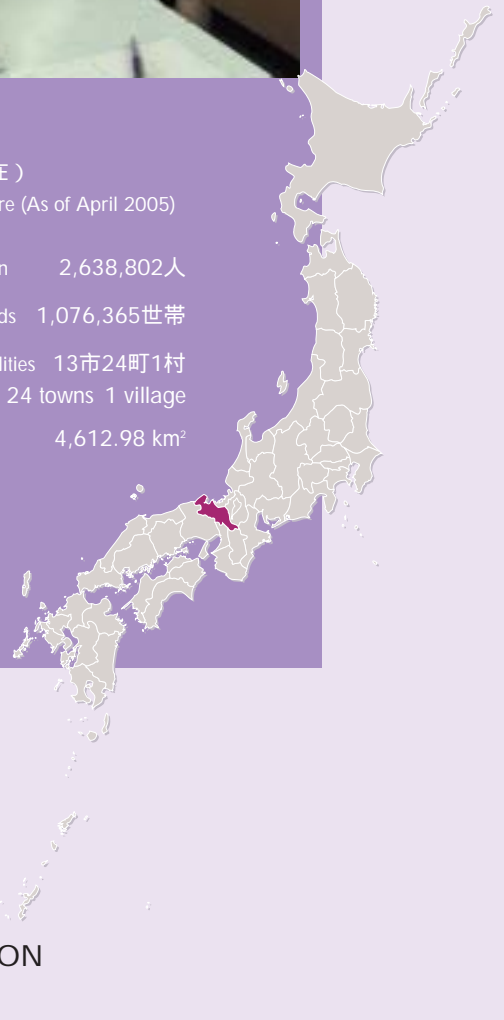 在）
re (As of April 2005)
n 2,638,802人
ds 1,076,365世帯
lities 13市24町1村
24 towns 1 village
4,612.98 km²
ON